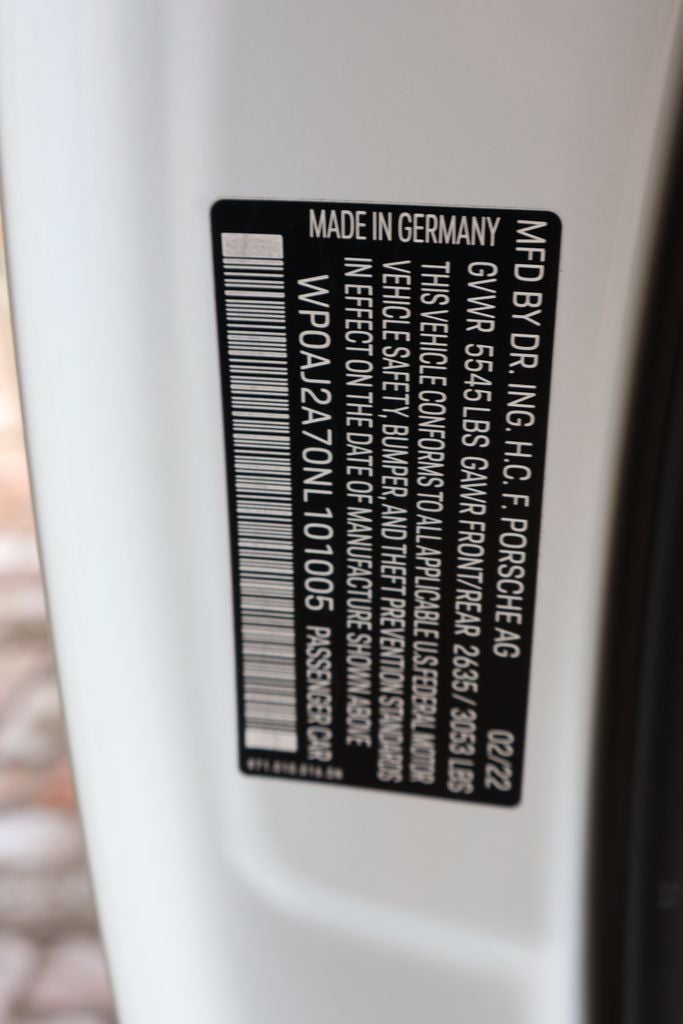 MFD BY DR. ING. H.C. F. PORSCHE AG 02/22
GVWR 5545 LBS GAWR FRONT/REAR 2635 / 3053 LBS
THIS VEHICLE CONFORMS TO ALL APPLICABLE U.S. FEDERAL MOTOR
VEHICLE SAFETY, BUMPER, AND THEFT PREVENTION STANDARDS
IN EFFECT ON THE DATE OF MANUFACTURE SHOWN ABOVE
WP0AJ2A70NL101005 PASSENGER CAR
MADE IN GERMANY